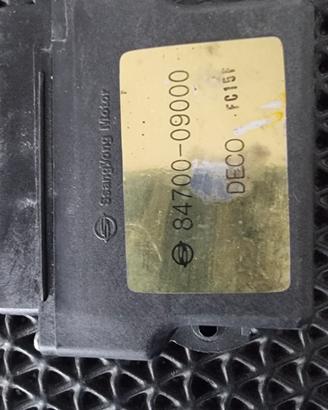 SsangYong Motor
84700-09000
DECO FC15F